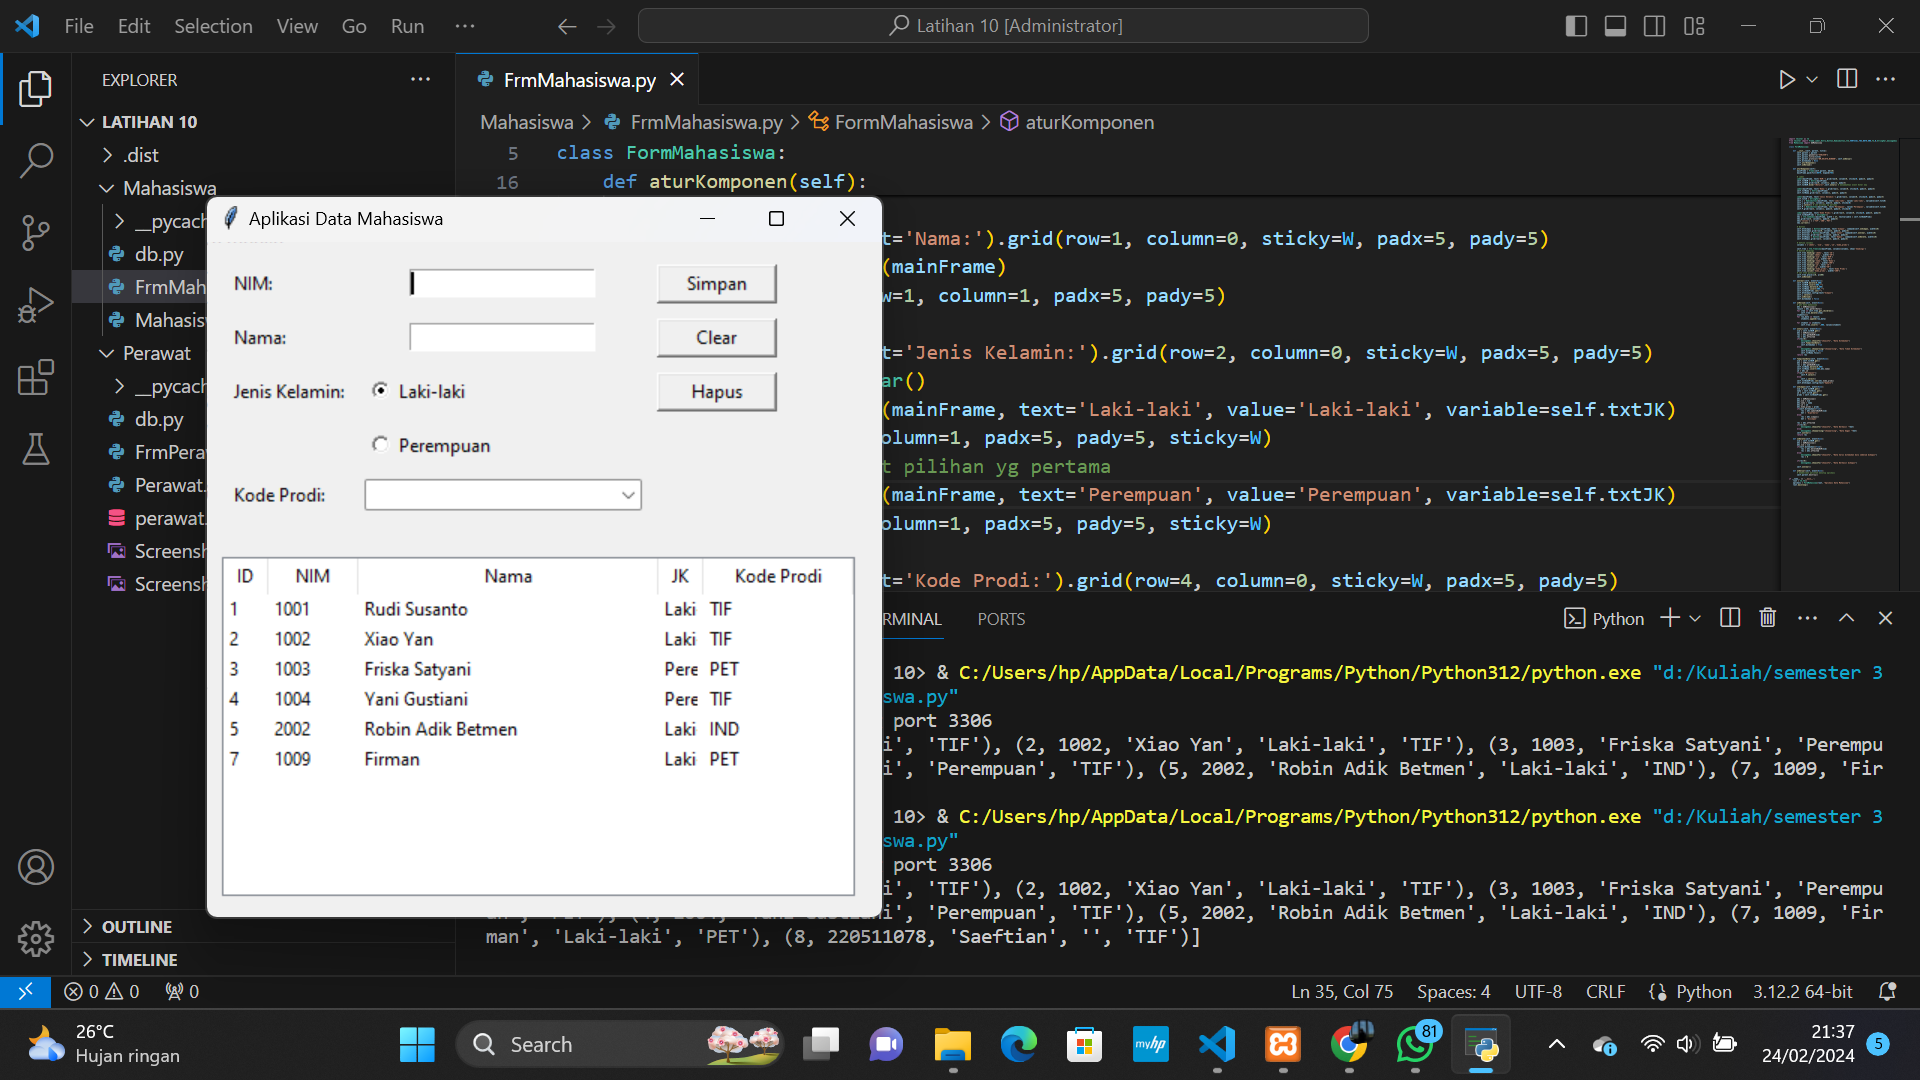 File Edit Selection View Go Run ···
Latihan 10 [Administrator]
EXPLORER
LATIHAN 10
.dist
Mahasiswa
__pycach
db.py
FrmMah
Mahasis
Perawat
__pycach
db.py
FrmPera
Perawat.
perawat.
Screensh
Screensh
OUTLINE
TIMELINE
FrmMahasiswa.py
Mahasiswa > FrmMahasiswa.py > FormMahasiswa > aturKomponen
5 class FormMahasiswa:
16 def aturKomponen(self):
t='Nama:').grid(row=1, column=0, sticky=W, padx=5, pady=5)
(mainFrame)
w=1, column=1, padx=5, pady=5)
t='Jenis Kelamin:').grid(row=2, column=0, sticky=W, padx=5, pady=5)
ar()
(mainFrame, text='Laki-laki', value='Laki-laki', variable=self.txtJK)
olumn=1, padx=5, pady=5, sticky=W)
t pilihan yg pertama
(mainFrame, text='Perempuan', value='Perempuan', variable=self.txtJK)
olumn=1, padx=5, pady=5, sticky=W)
t='Kode Prodi:').grid(row=4, column=0, sticky=W, padx=5, pady=5)
Aplikasi Data Mahasiswa
NIM: Simpan
Nama: Clear
Jenis Kelamin: Laki-laki Hapus
Perempuan
Kode Prodi:
ID NIM Nama JK Kode Prodi
1 1001 Rudi Susanto Laki TIF
2 1002 Xiao Yan Laki TIF
3 1003 Friska Satyani Pere PET
4 1004 Yani Gustiani Pere TIF
5 2002 Robin Adik Betmen Laki IND
7 1009 Firman Laki PET
RMINAL PORTS Python
10> & C:/Users/hp/AppData/Local/Programs/Python/Python312/python.exe "d:/Kuliah/semester 3
swa.py"
port 3306
i', 'TIF'), (2, 1002, 'Xiao Yan', 'Laki-laki', 'TIF'), (3, 1003, 'Friska Satyani', 'Perempu
i', 'Perempuan', 'TIF'), (5, 2002, 'Robin Adik Betmen', 'Laki-laki', 'IND'), (7, 1009, 'Fir
10> & C:/Users/hp/AppData/Local/Programs/Python/Python312/python.exe "d:/Kuliah/semester 3
swa.py"
port 3306
i', 'TIF'), (2, 1002, 'Xiao Yan', 'Laki-laki', 'TIF'), (3, 1003, 'Friska Satyani', 'Perempu
i', 'Perempuan', 'TIF'), (5, 2002, 'Robin Adik Betmen', 'Laki-laki', 'IND'), (7, 1009, 'Fir
man', 'Laki-laki', 'PET'), (8, 220511078, 'Saeftian', '', 'TIF')]
0 0 0
Ln 35, Col 75 Spaces: 4 UTF-8 CRLF Python 3.12.2 64-bit
26°C
Hujan ringan
Search
myhp
81
21:37
24/02/2024
5